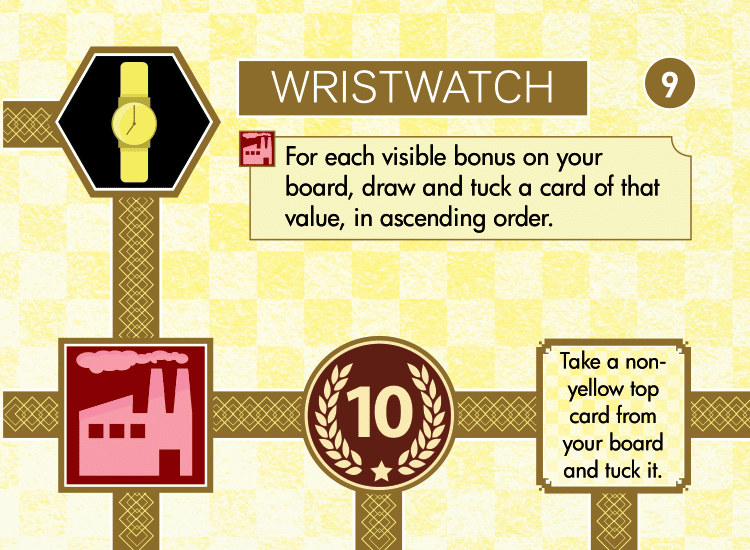 WRISTWATCH
9
For each visible bonus on your
board, draw and tuck a card of that
value, in ascending order.
10
Take a non-
yellow top
card from
your board
and tuck it.